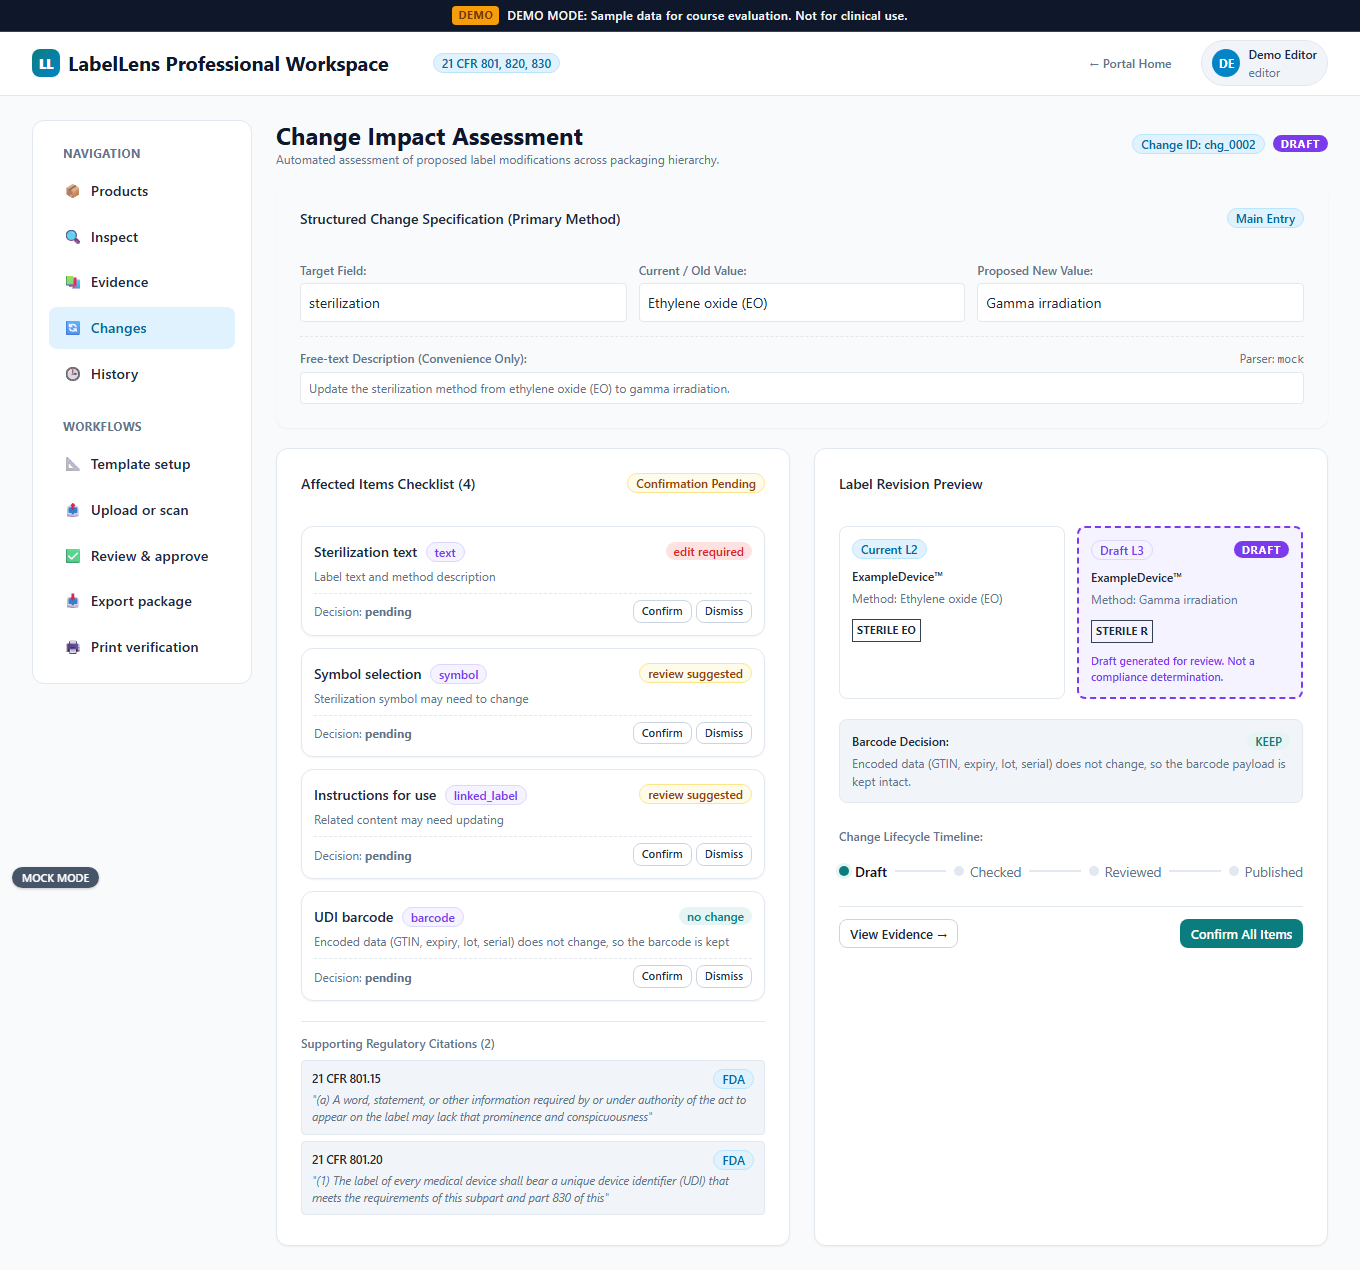 DEMO DEMO MODE: Sample data for course evaluation. Not for clinical use.
LL LabelLens Professional Workspace
21 CFR 801, 820, 830
← Portal Home
DE Demo Editor
editor
NAVIGATION
Products
Inspect
Evidence
Changes
History
WORKFLOWS
Template setup
Upload or scan
Review & approve
Export package
Print verification
MOCK MODE
Change Impact Assessment
Automated assessment of proposed label modifications across packaging hierarchy.
Change ID: chg_0002 DRAFT
Structured Change Specification (Primary Method)
Main Entry
Target Field:
sterilization
Current / Old Value:
Ethylene oxide (EO)
Proposed New Value:
Gamma irradiation
Free-text Description (Convenience Only):
Parser: mock
Update the sterilization method from ethylene oxide (EO) to gamma irradiation.
Affected Items Checklist (4)
Confirmation Pending
Sterilization text text edit required
Label text and method description
Decision: pending Confirm Dismiss
Symbol selection symbol review suggested
Sterilization symbol may need to change
Decision: pending Confirm Dismiss
Instructions for use linked_label review suggested
Related content may need updating
Decision: pending Confirm Dismiss
UDI barcode barcode no change
Encoded data (GTIN, expiry, lot, serial) does not change, so the barcode is kept
Decision: pending Confirm Dismiss
Supporting Regulatory Citations (2)
21 CFR 801.15 FDA
"(a) A word, statement, or other information required by or under authority of the act to
appear on the label may lack that prominence and conspicuousness"
21 CFR 801.20 FDA
"(1) The label of every medical device shall bear a unique device identifier (UDI) that
meets the requirements of this subpart and part 830 of this"
Label Revision Preview
Current L2
ExampleDevice™
Method: Ethylene oxide (EO)
STERILE EO
Draft L3 DRAFT
ExampleDevice™
Method: Gamma irradiation
STERILE R
Draft generated for review. Not a
compliance determination.
Barcode Decision: KEEP
Encoded data (GTIN, expiry, lot, serial) does not change, so the barcode payload is
kept intact.
Change Lifecycle Timeline:
Draft Checked Reviewed Published
View Evidence →
Confirm All Items